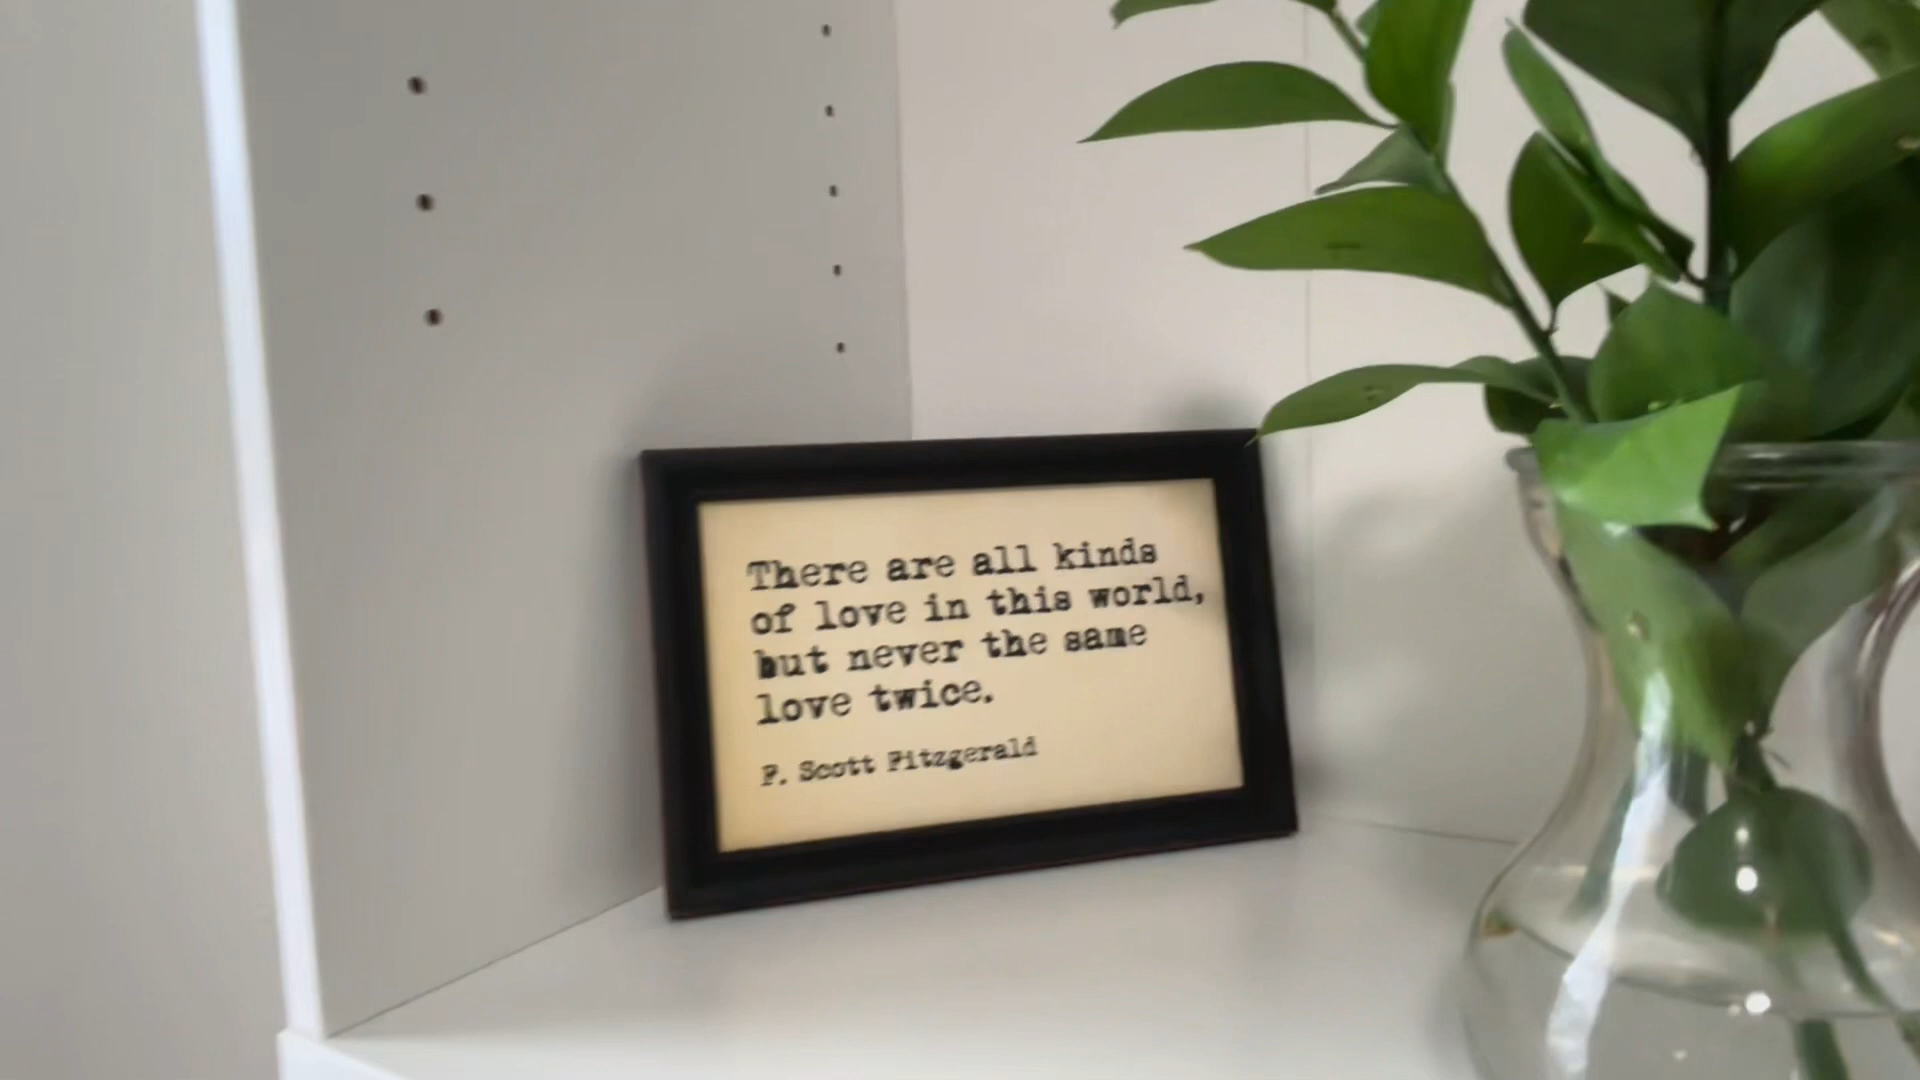 There are all kinds
of love in this world,
but never the same
love twice.
F. Scott Fitzgerald